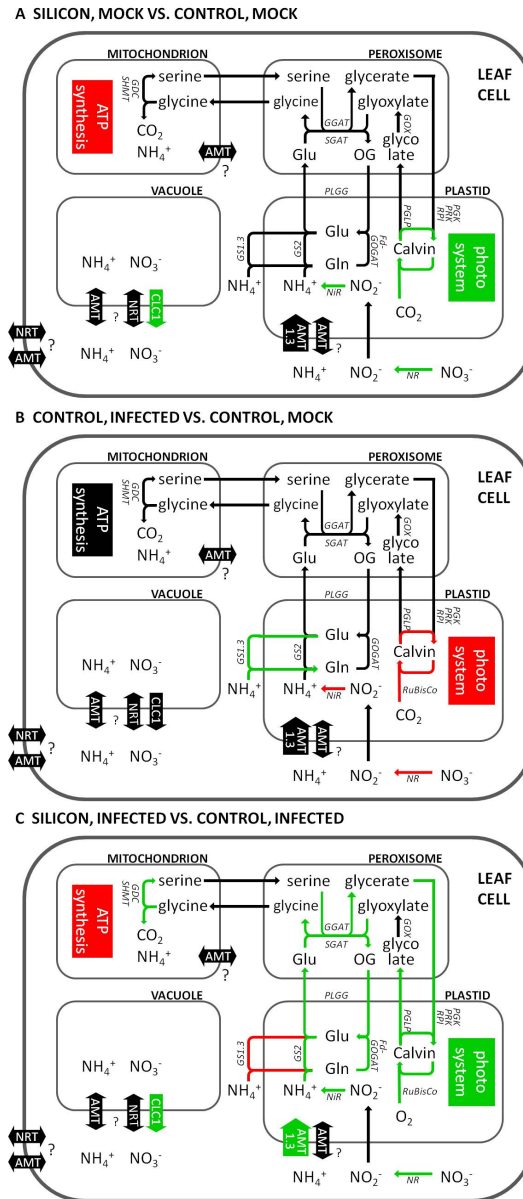 A SILICON, MOCK VS. CONTROL, MOCK
MITOCHONDRION
PEROXISOME
LEAF
CELL
ATP
synthesis
GDC
SHMT
serine
glycine
CO₂
NH₄⁺
AMT
?
serine
glycerate
glycine
glyoxylate
GGAT
SGAT
GOX
Glu
OG
glyco
late
VACUOLE
PLGG
PLASTID
NH₄⁺ NO₃⁻
AMT
?
NRT
CLC1
NH₄⁺ NO₃⁻
NRT
AMT
?
GS1.3
GS2
Glu
Gln
Fd-
GOGAT
PGLP
PGK
PRK
RPI
Calvin
photo
system
NH₄⁺ NH₄⁺ NiR NO₂⁻
CO₂
AMT
1.3
AMT
?
NH₄⁺ NO₂⁻ NR NO₃⁻
B CONTROL, INFECTED VS. CONTROL, MOCK
MITOCHONDRION
PEROXISOME
LEAF
CELL
ATP
synthesis
GDC
SHMT
serine
glycine
CO₂
NH₄⁺
AMT
?
serine
glycerate
glycine
glyoxylate
GGAT
SGAT
GOX
Glu
OG
glyco
late
VACUOLE
PLGG
PLASTID
NH₄⁺ NO₃⁻
AMT
?
NRT
CLC1
NH₄⁺ NO₃⁻
NRT
AMT
?
GS1.3
GS2
Glu
Gln
GOGAT
PGLP
PGK
PRK
RPI
Calvin
RuBisCo
photo
system
NH₄⁺ NH₄⁺ NiR NO₂⁻
CO₂
AMT
1.3
AMT
?
NH₄⁺ NO₂⁻ NR NO₃⁻
C SILICON, INFECTED VS. CONTROL, INFECTED
MITOCHONDRION
PEROXISOME
LEAF
CELL
ATP
synthesis
GDC
SHMT
serine
glycine
CO₂
NH₄⁺
AMT
?
serine
glycerate
glycine
glyoxylate
GGAT
SGAT
GOX
Glu
OG
glyco
late
VACUOLE
PLGG
PLASTID
NH₄⁺ NO₃⁻
AMT
?
NRT
CLC1
NH₄⁺ NO₃⁻
NRT
AMT
?
GS1.3
GS2
Glu
Gln
Fd-
GOGAT
PGLP
PGK
PRK
RPI
Calvin
RuBisCo
photo
system
NH₄⁺ NH₄⁺ NiR NO₂⁻
O₂
AMT
1.3
AMT
?
NH₄⁺ NO₂⁻ NR NO₃⁻